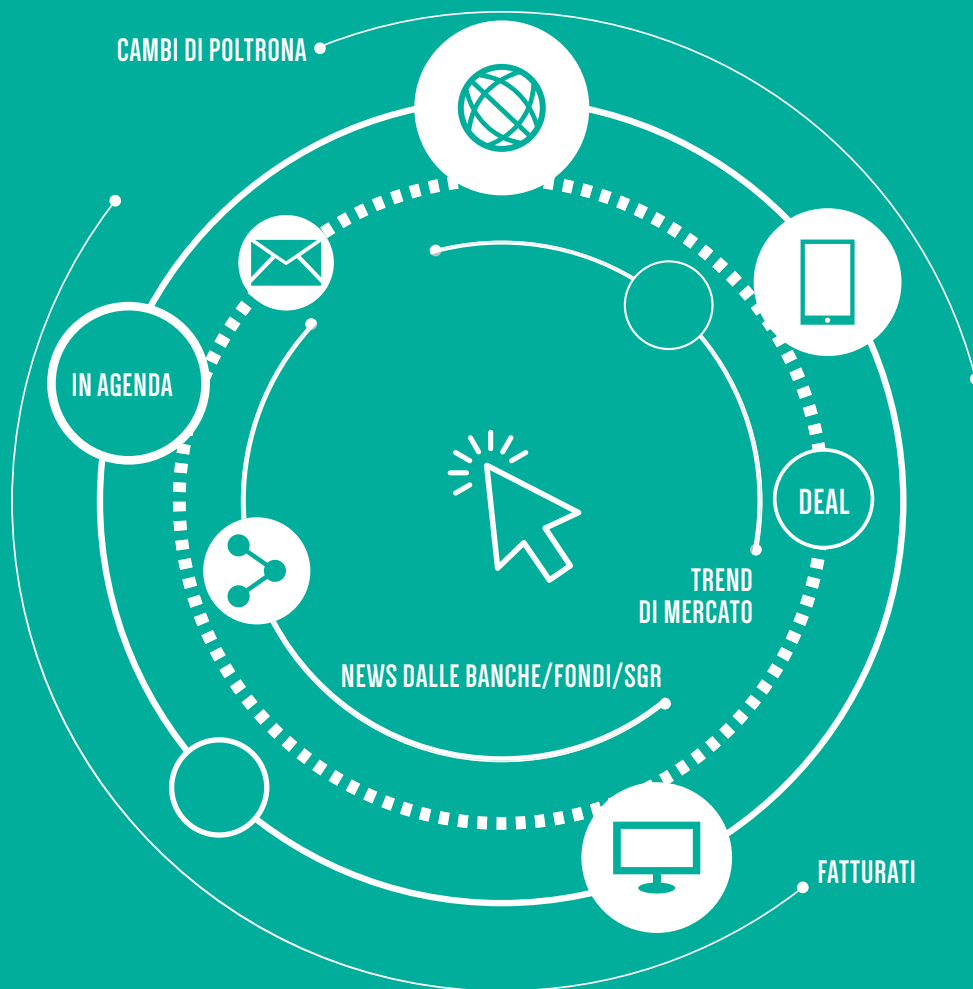 CAMBI DI POLTRONA
IN AGENDA
DEAL
TREND
DI MERCATO
NEWS DALLE BANCHE/FONDI/SGR
FATTURATI